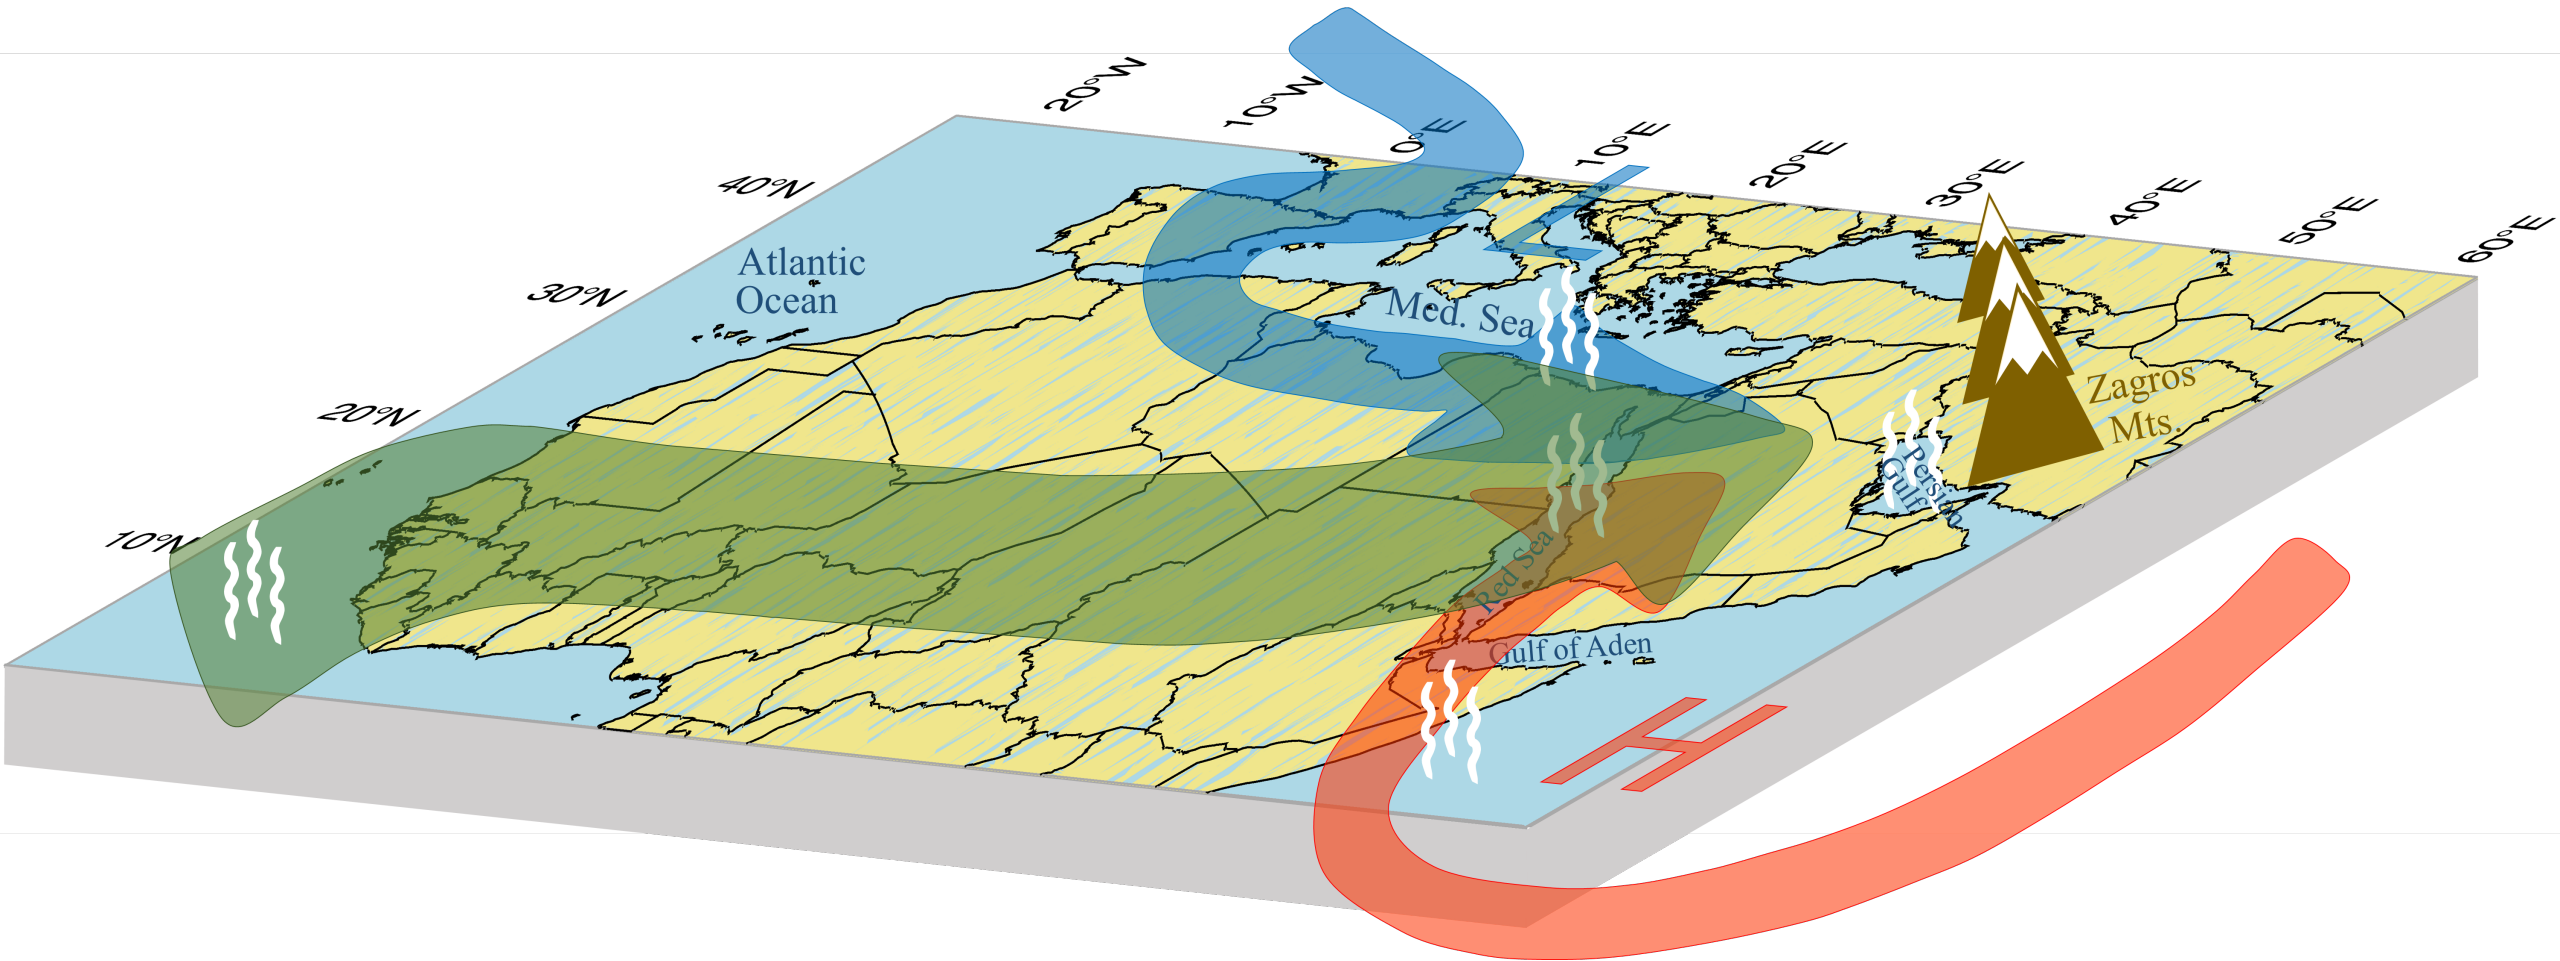 20°W
10°W
0°E
10°E
20°E
30°E
40°E
50°E
60°E
40°N
30°N
20°N
10°N
Atlantic
Ocean
L
Med. Sea
Zagros
Mts.
Persian
Gulf
Red Sea
Gulf of Aden
H